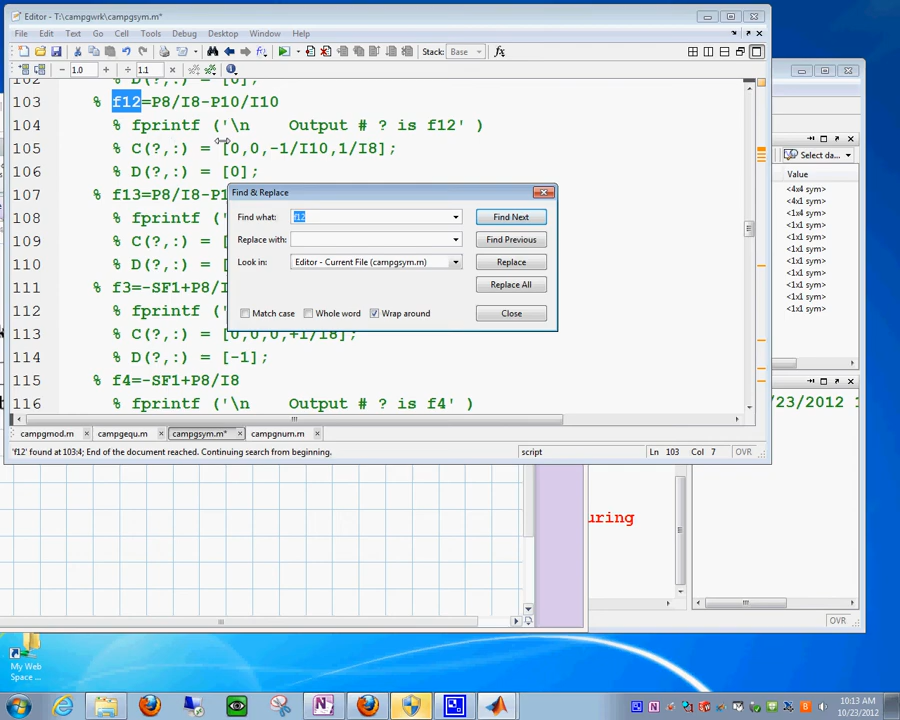 Editor - T:\campgwrk\campgsym.m*
File Edit Text Go Cell Tools Debug Desktop Window Help
Stack: Base fx
− 1.0 + ÷ 1.1 ×
102 % D(?,:) = [0];
103 % f12=P8/I8-P10/I10
104 % fprintf ('\n Output # ? is f12' )
105 % C(?,:) = [0,0,-1/I10,1/I8];
106 % D(?,:) = [0];
107 % f13=P8/I8-P1
108 % fprintf ('
109 % C(?,:) = [
110 % D(?,:) = [
111 % f3=-SF1+P8/I
112 % fprintf ('
113 % C(?,:) = [0,0,0,+1/I8];
114 % D(?,:) = [-1];
115 % f4=-SF1+P8/I8
116 % fprintf ('\n Output # ? is f4' )
Find & Replace
Find what: f12 Find Next
Replace with: Find Previous
Look in: Editor - Current File (campgsym.m) Replace
Replace All
Match case Whole word Wrap around Close
campgmod.m campgequ.m campgsym.m* campgnum.m
'f12' found at 103:4; End of the document reached. Continuing search from beginning. script Ln 103 Col 7 OVR
Select da...
Value
<4x4 sym>
<4x1 sym>
<1x4 sym>
<1x1 sym>
<1x1 sym>
<1x1 sym>
<1x1 sym>
<1x1 sym>
<1x1 sym>
<1x1 sym>
<1x1 sym>
/23/2012 1
uring
OVR
My Web
Space ...
10:13 AM
10/23/2012